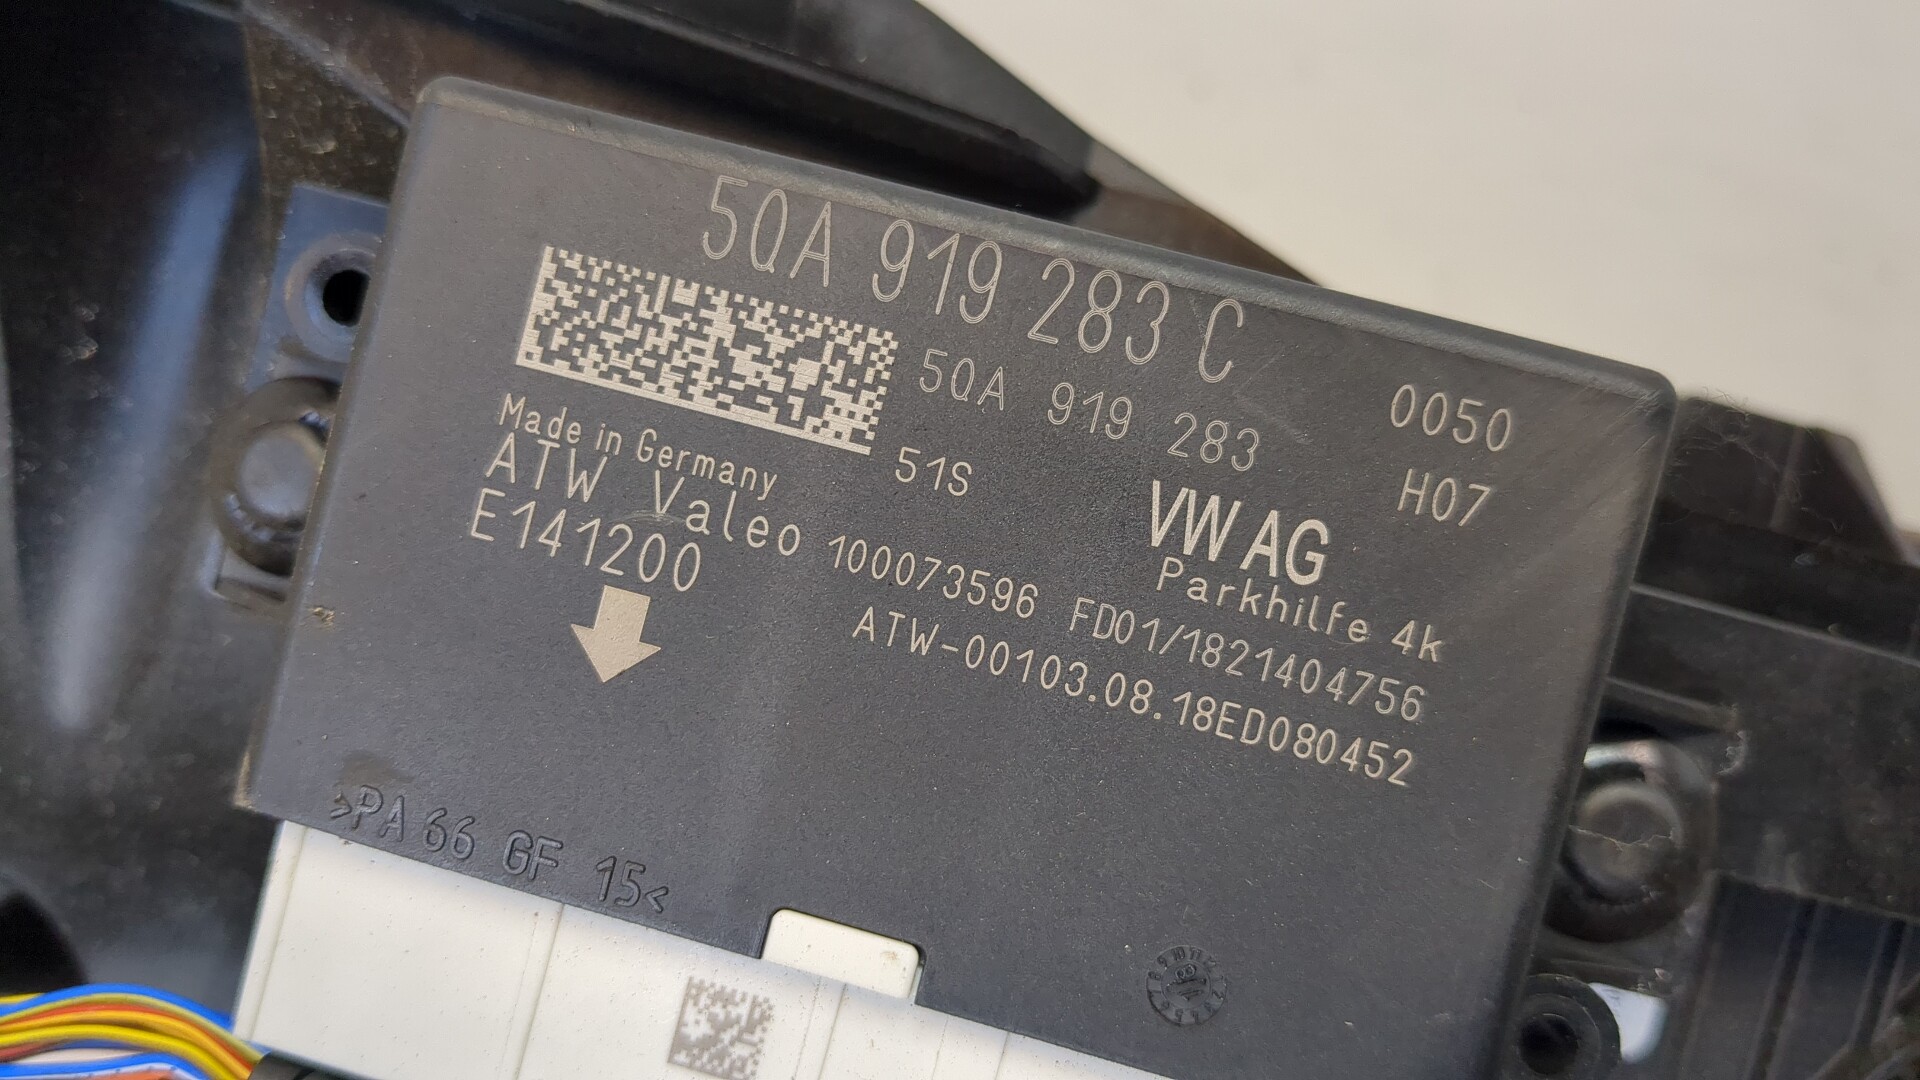 5QA 919 283 C
5QA 919 283 0050
51S H07
Made in Germany
ATW Valeo
E141200
VW AG
Parkhilfe 4k
100073596 FD01/1821404756
ATW-00103.08.18ED080452
>PA 66 GF 15<